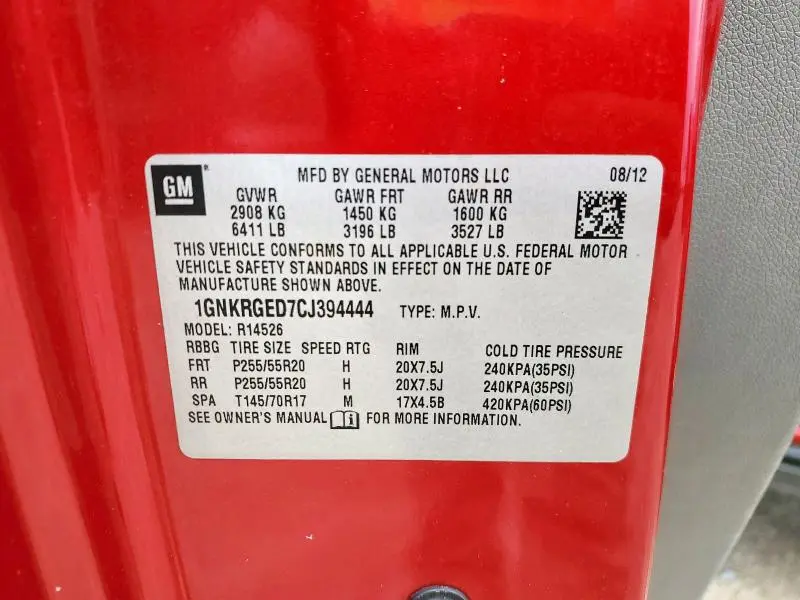 GM
MFD BY GENERAL MOTORS LLC 08/12
GVWR GAWR FRT GAWR RR
2908 KG 1450 KG 1600 KG
6411 LB 3196 LB 3527 LB
THIS VEHICLE CONFORMS TO ALL APPLICABLE U.S. FEDERAL MOTOR
VEHICLE SAFETY STANDARDS IN EFFECT ON THE DATE OF
MANUFACTURE SHOWN ABOVE.
1GNKRGED7CJ394444 TYPE: M.P.V.
MODEL: R14526
RBBG TIRE SIZE SPEED RTG RIM COLD TIRE PRESSURE
FRT P255/55R20 H 20X7.5J 240KPA(35PSI)
RR P255/55R20 H 20X7.5J 240KPA(35PSI)
SPA T145/70R17 M 17X4.5B 420KPA(60PSI)
SEE OWNER'S MANUAL FOR MORE INFORMATION.